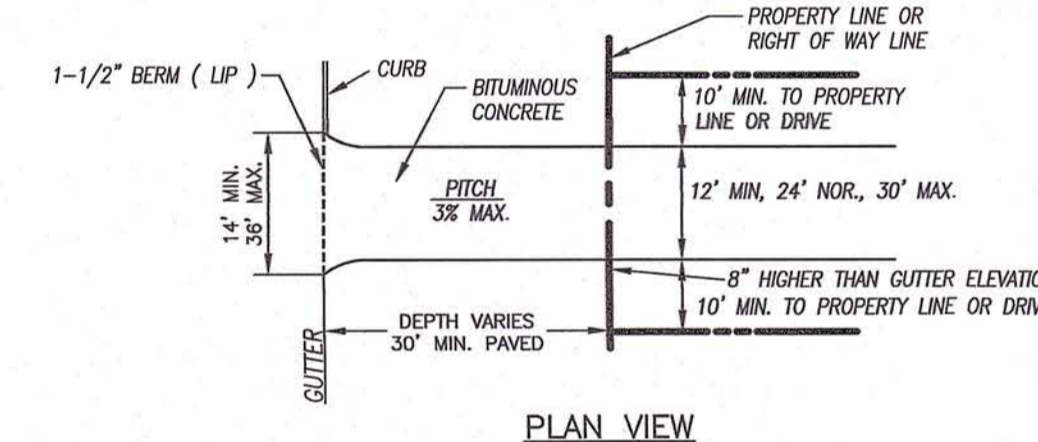 PROPERTY LINE OR
RIGHT OF WAY LINE
1-1/2" BERM ( LIP )
CURB
BITUMINOUS
CONCRETE
10' MIN. TO PROPERTY
LINE OR DRIVE
14' MIN.
36' MAX.
PITCH
3% MAX.
12' MIN, 24' NOR., 30' MAX.
8" HIGHER THAN GUTTER ELEVATIO
10' MIN. TO PROPERTY LINE OR DRIV
DEPTH VARIES
30' MIN. PAVED
GUTTER
PLAN VIEW